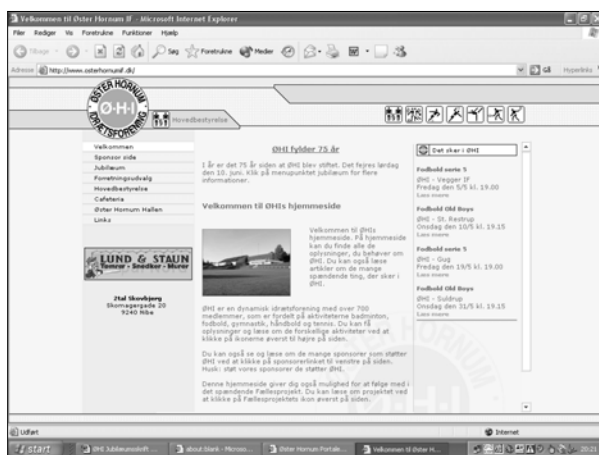 Velkommen til Øster Hornum IF - Microsoft Internet Explorer
Filer Rediger Vis Foretrukne Funktioner Hjælp
Tilbage Søg Foretrukne Medier
Adresse http://www.osterhornumif.dk/ Gå Hyperlinks
ØSTER HORNUM
Ø·H·I
IDRÆTSFORENING
Hovedbestyrelse
Velkommen
Sponsor side
Jubilæum
Forretningsudvalg
Hovedbestyrelse
Cafeteria
Øster Hornum Hallen
Links
LUND & STAUN
Tømrer - Snedker - Murer
Skomagergade 20
9240 Nibe
ØHI fylder 75 år
I år er det 75 år siden at ØHI blev stiftet. Det fejres lørdag
den 10. juni. Klik på menupunktet jubilæum for flere
informationer.
Velkommen til ØHIs hjemmeside
Velkommen til ØHIs
hjemmeside. På hjemmeside
kan du finde alle de
oplysninger, du behøver om
ØHI. Du kan også læse
artikler om de mange
spændende ting, der sker i
ØHI.
ØHI er en dynamisk idrætsforening med over 700
medlemmer, som er fordelt på aktiviteterne badminton,
fodbold, gymnastik, håndbold og tennis. Du kan få
oplysninger og læse om de forskellige aktiviteter ved at
klikke på ikonerne øverst til højre på siden.
Du kan også se og læse om de mange sponsorer som støtter
ØHI ved at klikke på sponsorerlinket til venstre på siden.
Husk: støt vores sponsorer de støtter ØHI.
Denne hjemmeside giver dig også mulighed for at følge med i
det spændende Fællesprojekt. Du kan læse om projektet ved
at klikke på Fællesprojektets ikon øverst på siden.
Det sker i ØHI
Fodbold serie 5
ØHI - Vegger IF
Fredag den 5/5 kl. 19.00
Læs mere
Fodbold Old Boys
ØHI - St. Restrup
Onsdag den 10/5 kl. 19.15
Læs mere
Fodbold serie 5
ØHI - Gug
Fredag den 19/5 kl. 19.00
Læs mere
Fodbold Old Boys
ØHI - Suldrup
Onsdag den 31/5 kl. 19.15
Læs mere
Udført Internet
start ØHI Jubilæumsskrift ... about:blank - Micros... Øster Hornum Portale... Velkommen til Øster H... 20:21